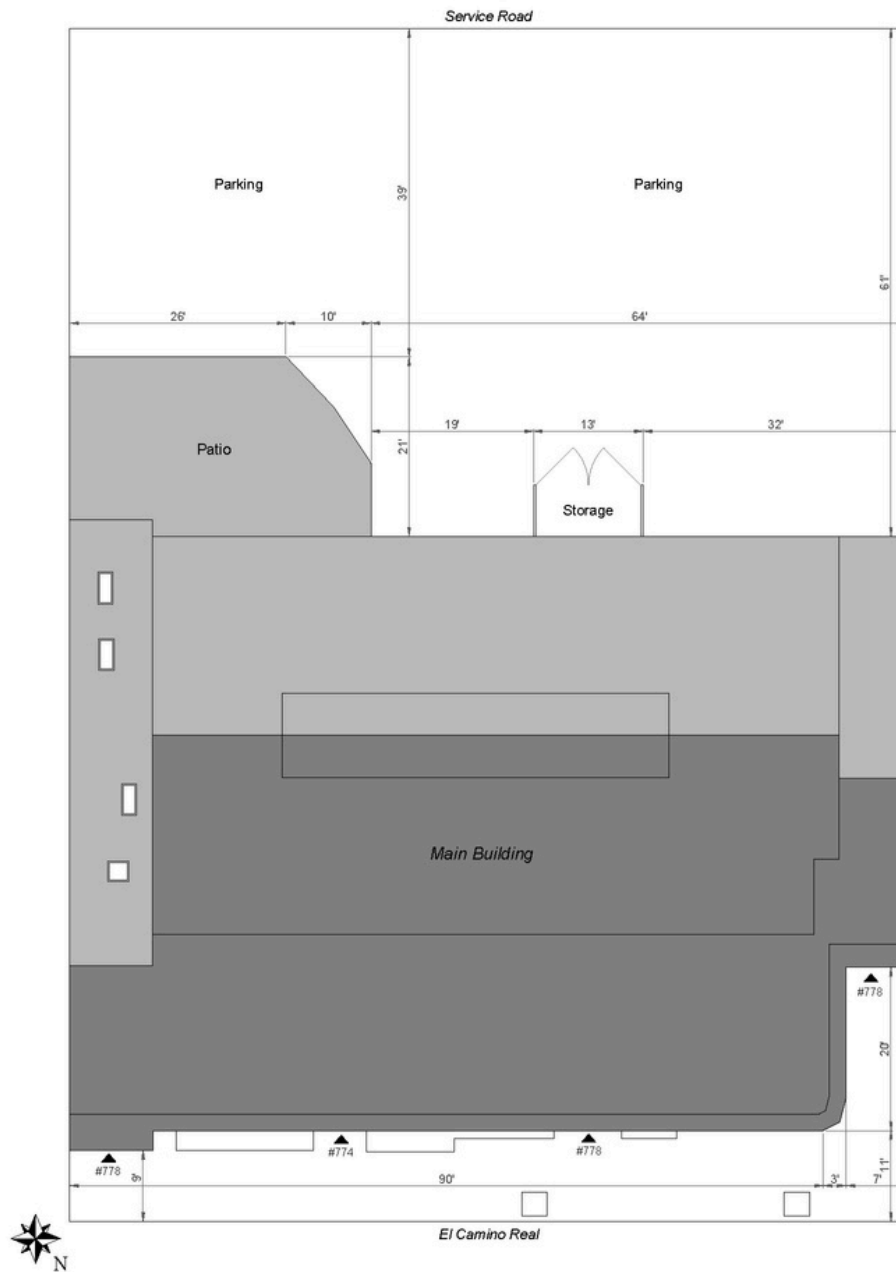 Service Road
Parking
Parking
39'
61'
26'
10'
64'
19'
13'
32'
Patio
21'
Storage
Main Building
#778
20'
#778
#774
#778
9'
11'
90'
3'
7'
El Camino Real
N